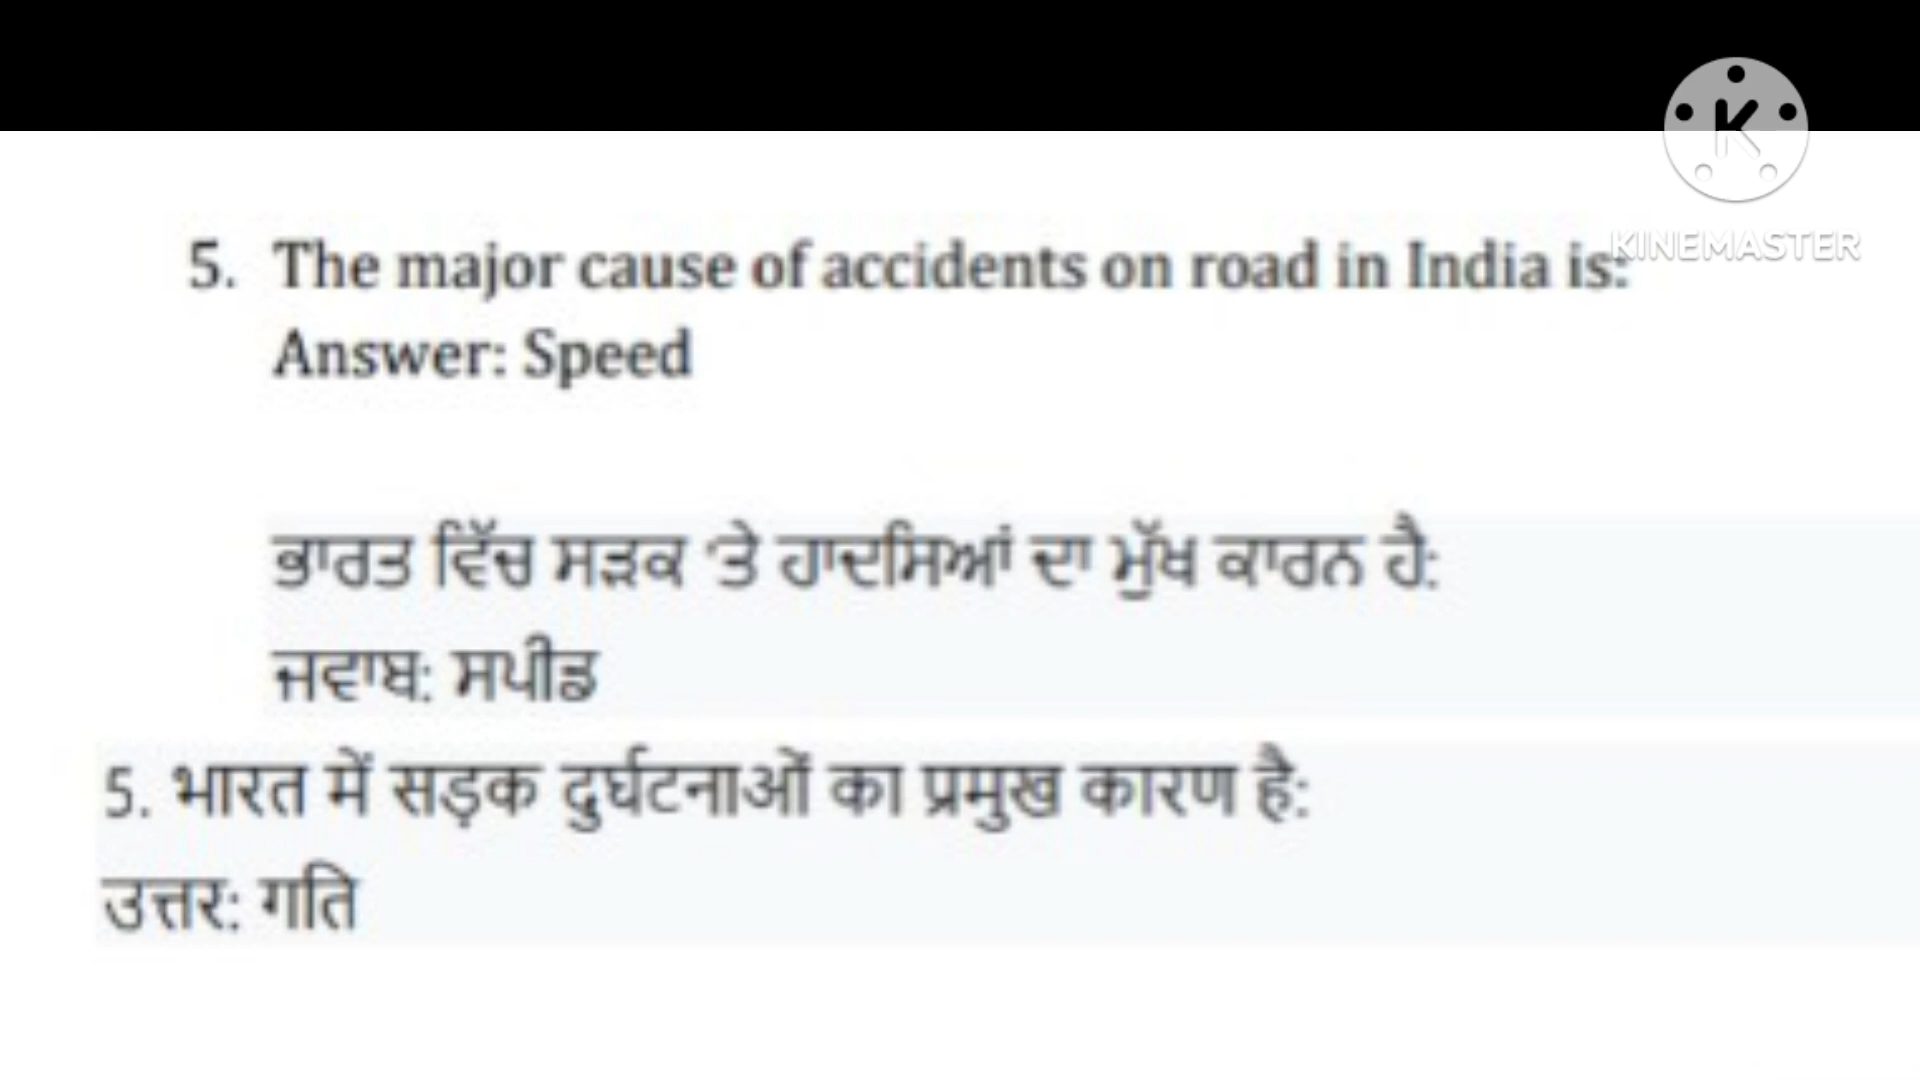 KINEMASTER
5. The major cause of accidents on road in India is:
Answer: Speed
ਭਾਰਤ ਵਿੱਚ ਸੜਕ 'ਤੇ ਹਾਦਸਿਆਂ ਦਾ ਮੁੱਖ ਕਾਰਨ ਹੈ:
ਜਵਾਬ: ਸਪੀਡ
5. भारत में सड़क दुर्घटनाओं का प्रमुख कारण है:
उत्तर: गति